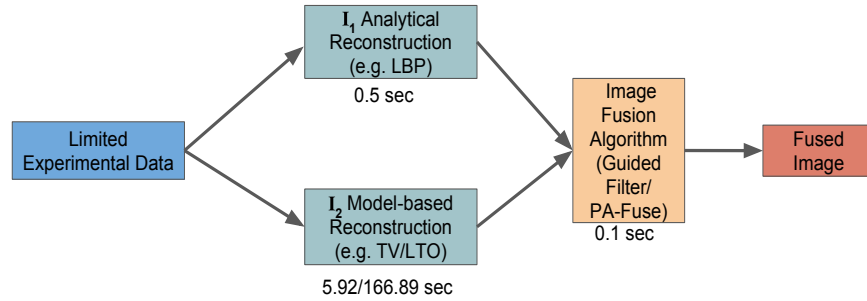 Limited
Experimental Data
I1 Analytical
Reconstruction
(e.g. LBP)
0.5 sec
I2 Model-based
Reconstruction
(e.g. TV/LTO)
5.92/166.89 sec
Image
Fusion
Algorithm
(Guided
Filter/
PA-Fuse)
0.1 sec
Fused
Image